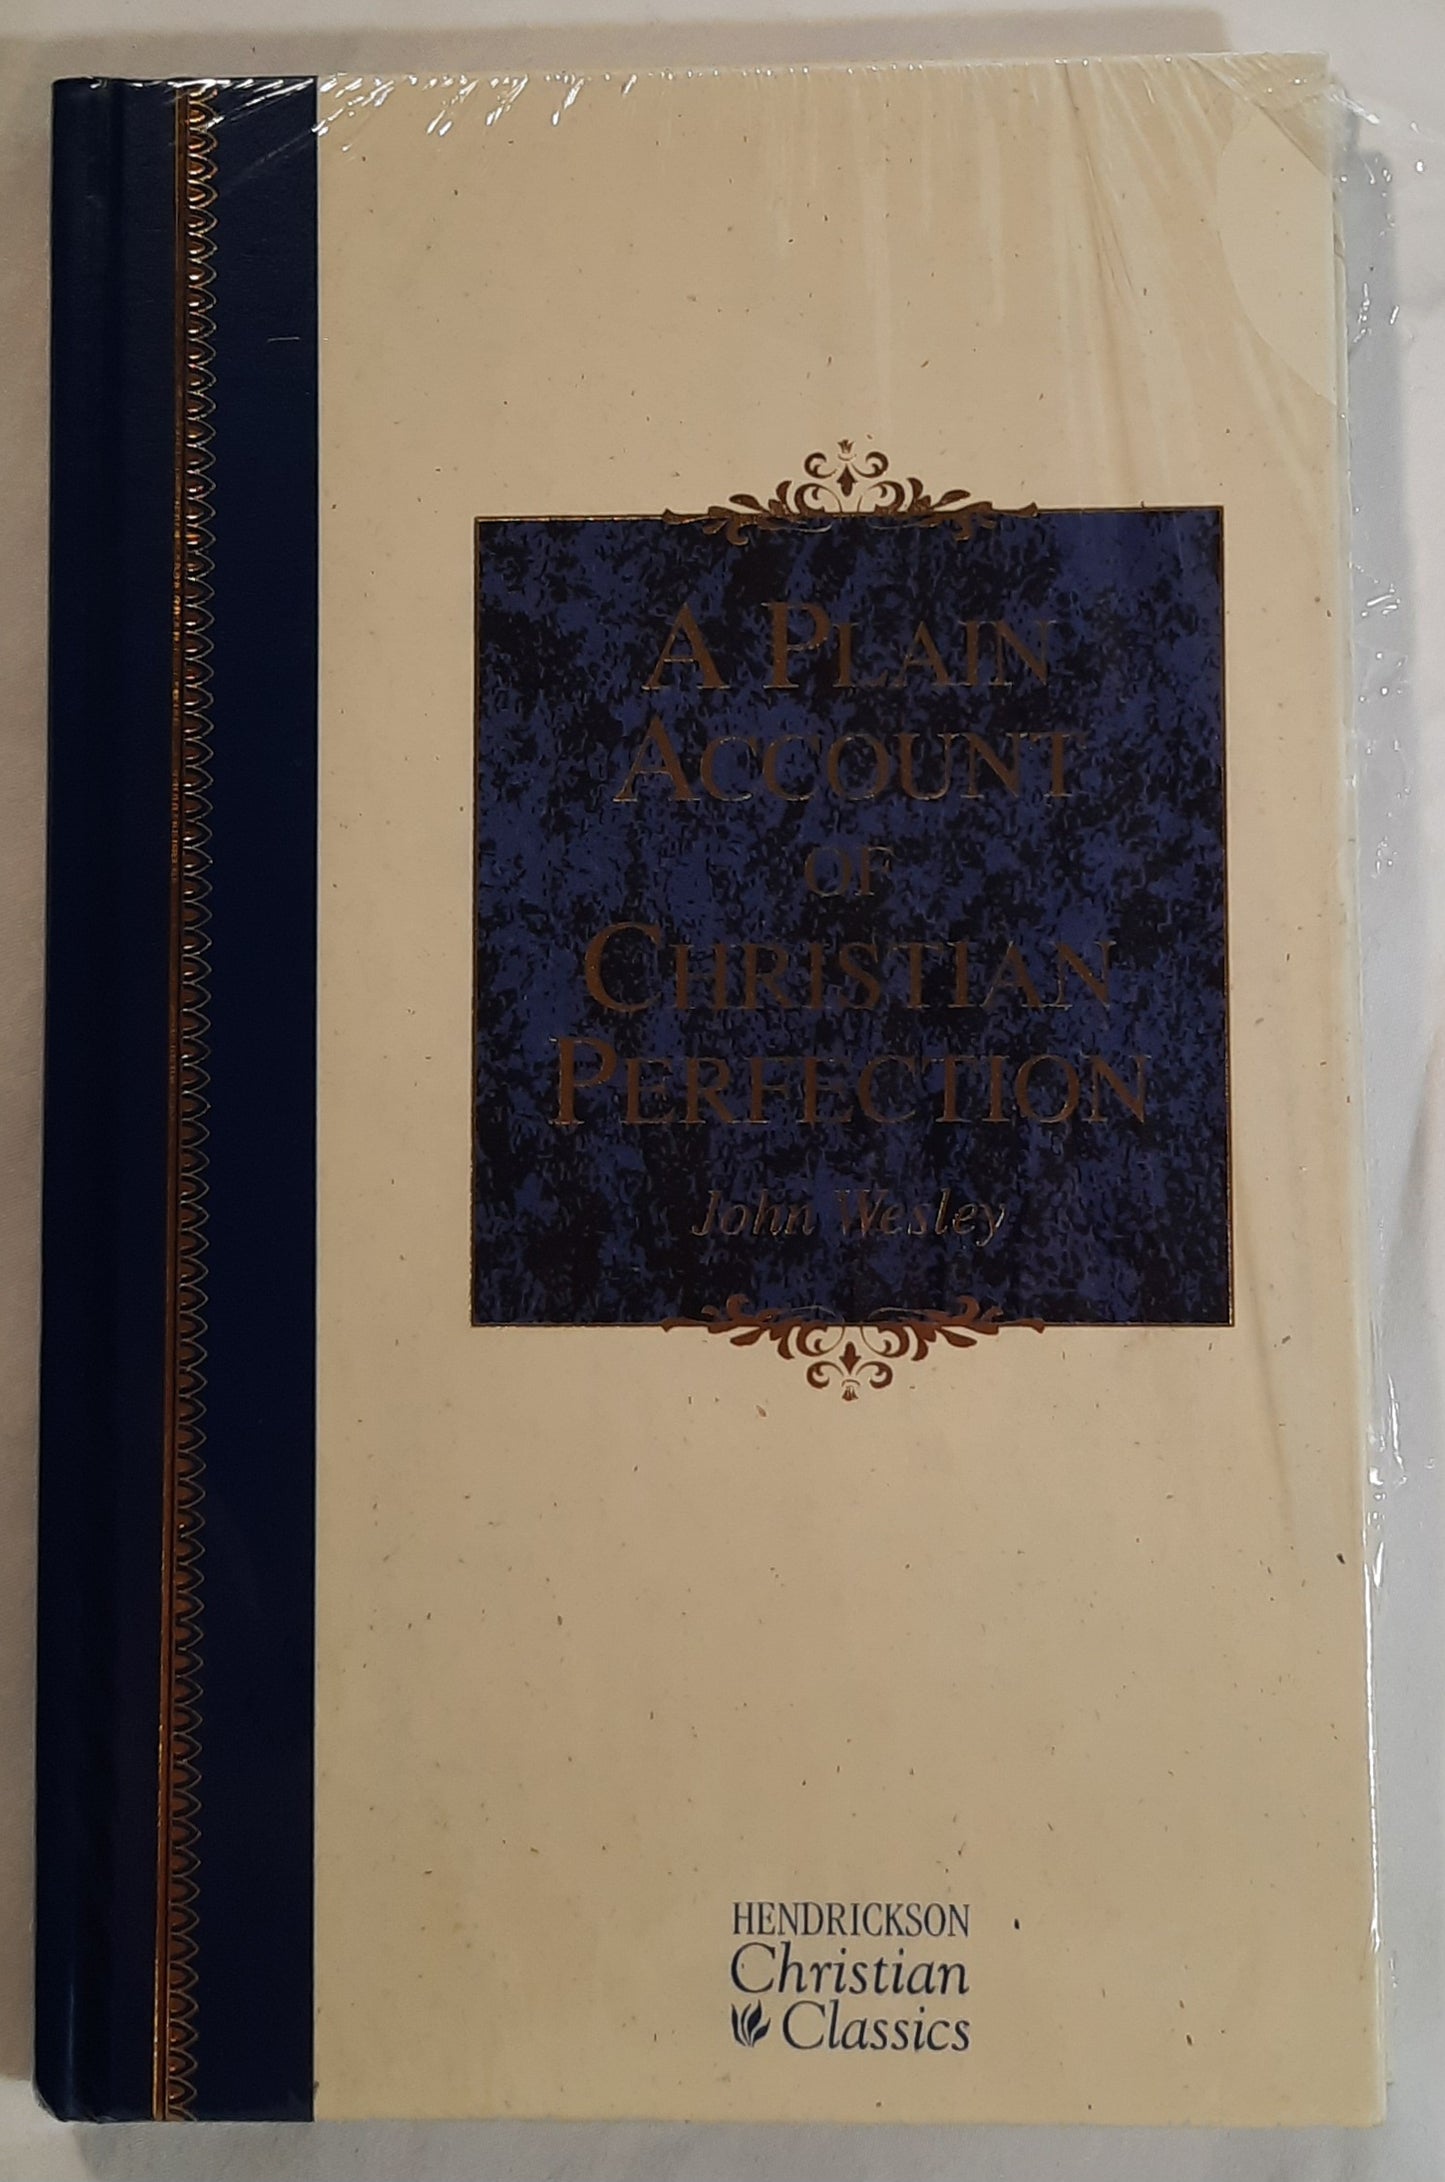 A PLAIN
ACCOUNT
OF
CHRISTIAN
PERFECTION
John Wesley
HENDRICKSON
Christian
Classics